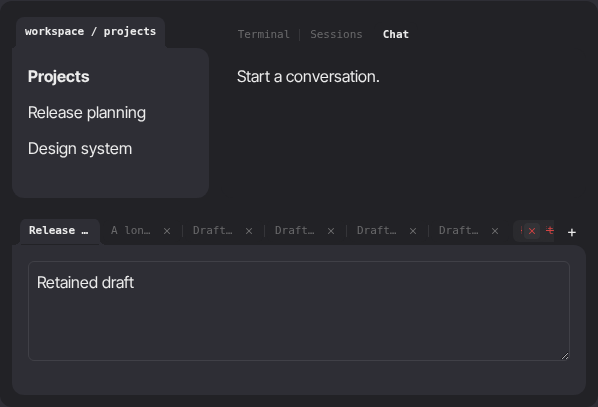 workspace / projects
Terminal
Sessions
Chat
Projects
Release planning
Design system
Start a conversation.
Release …
A lon… ×
Draft… ×
Draft… ×
Draft… ×
Draft… ×
×
+
Retained draft